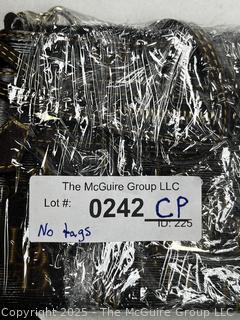 The McGuire Group LLC
Lot #: 0242 CP
ID: 225
No tags
Copyright 2025 - The McGuire Group LLC